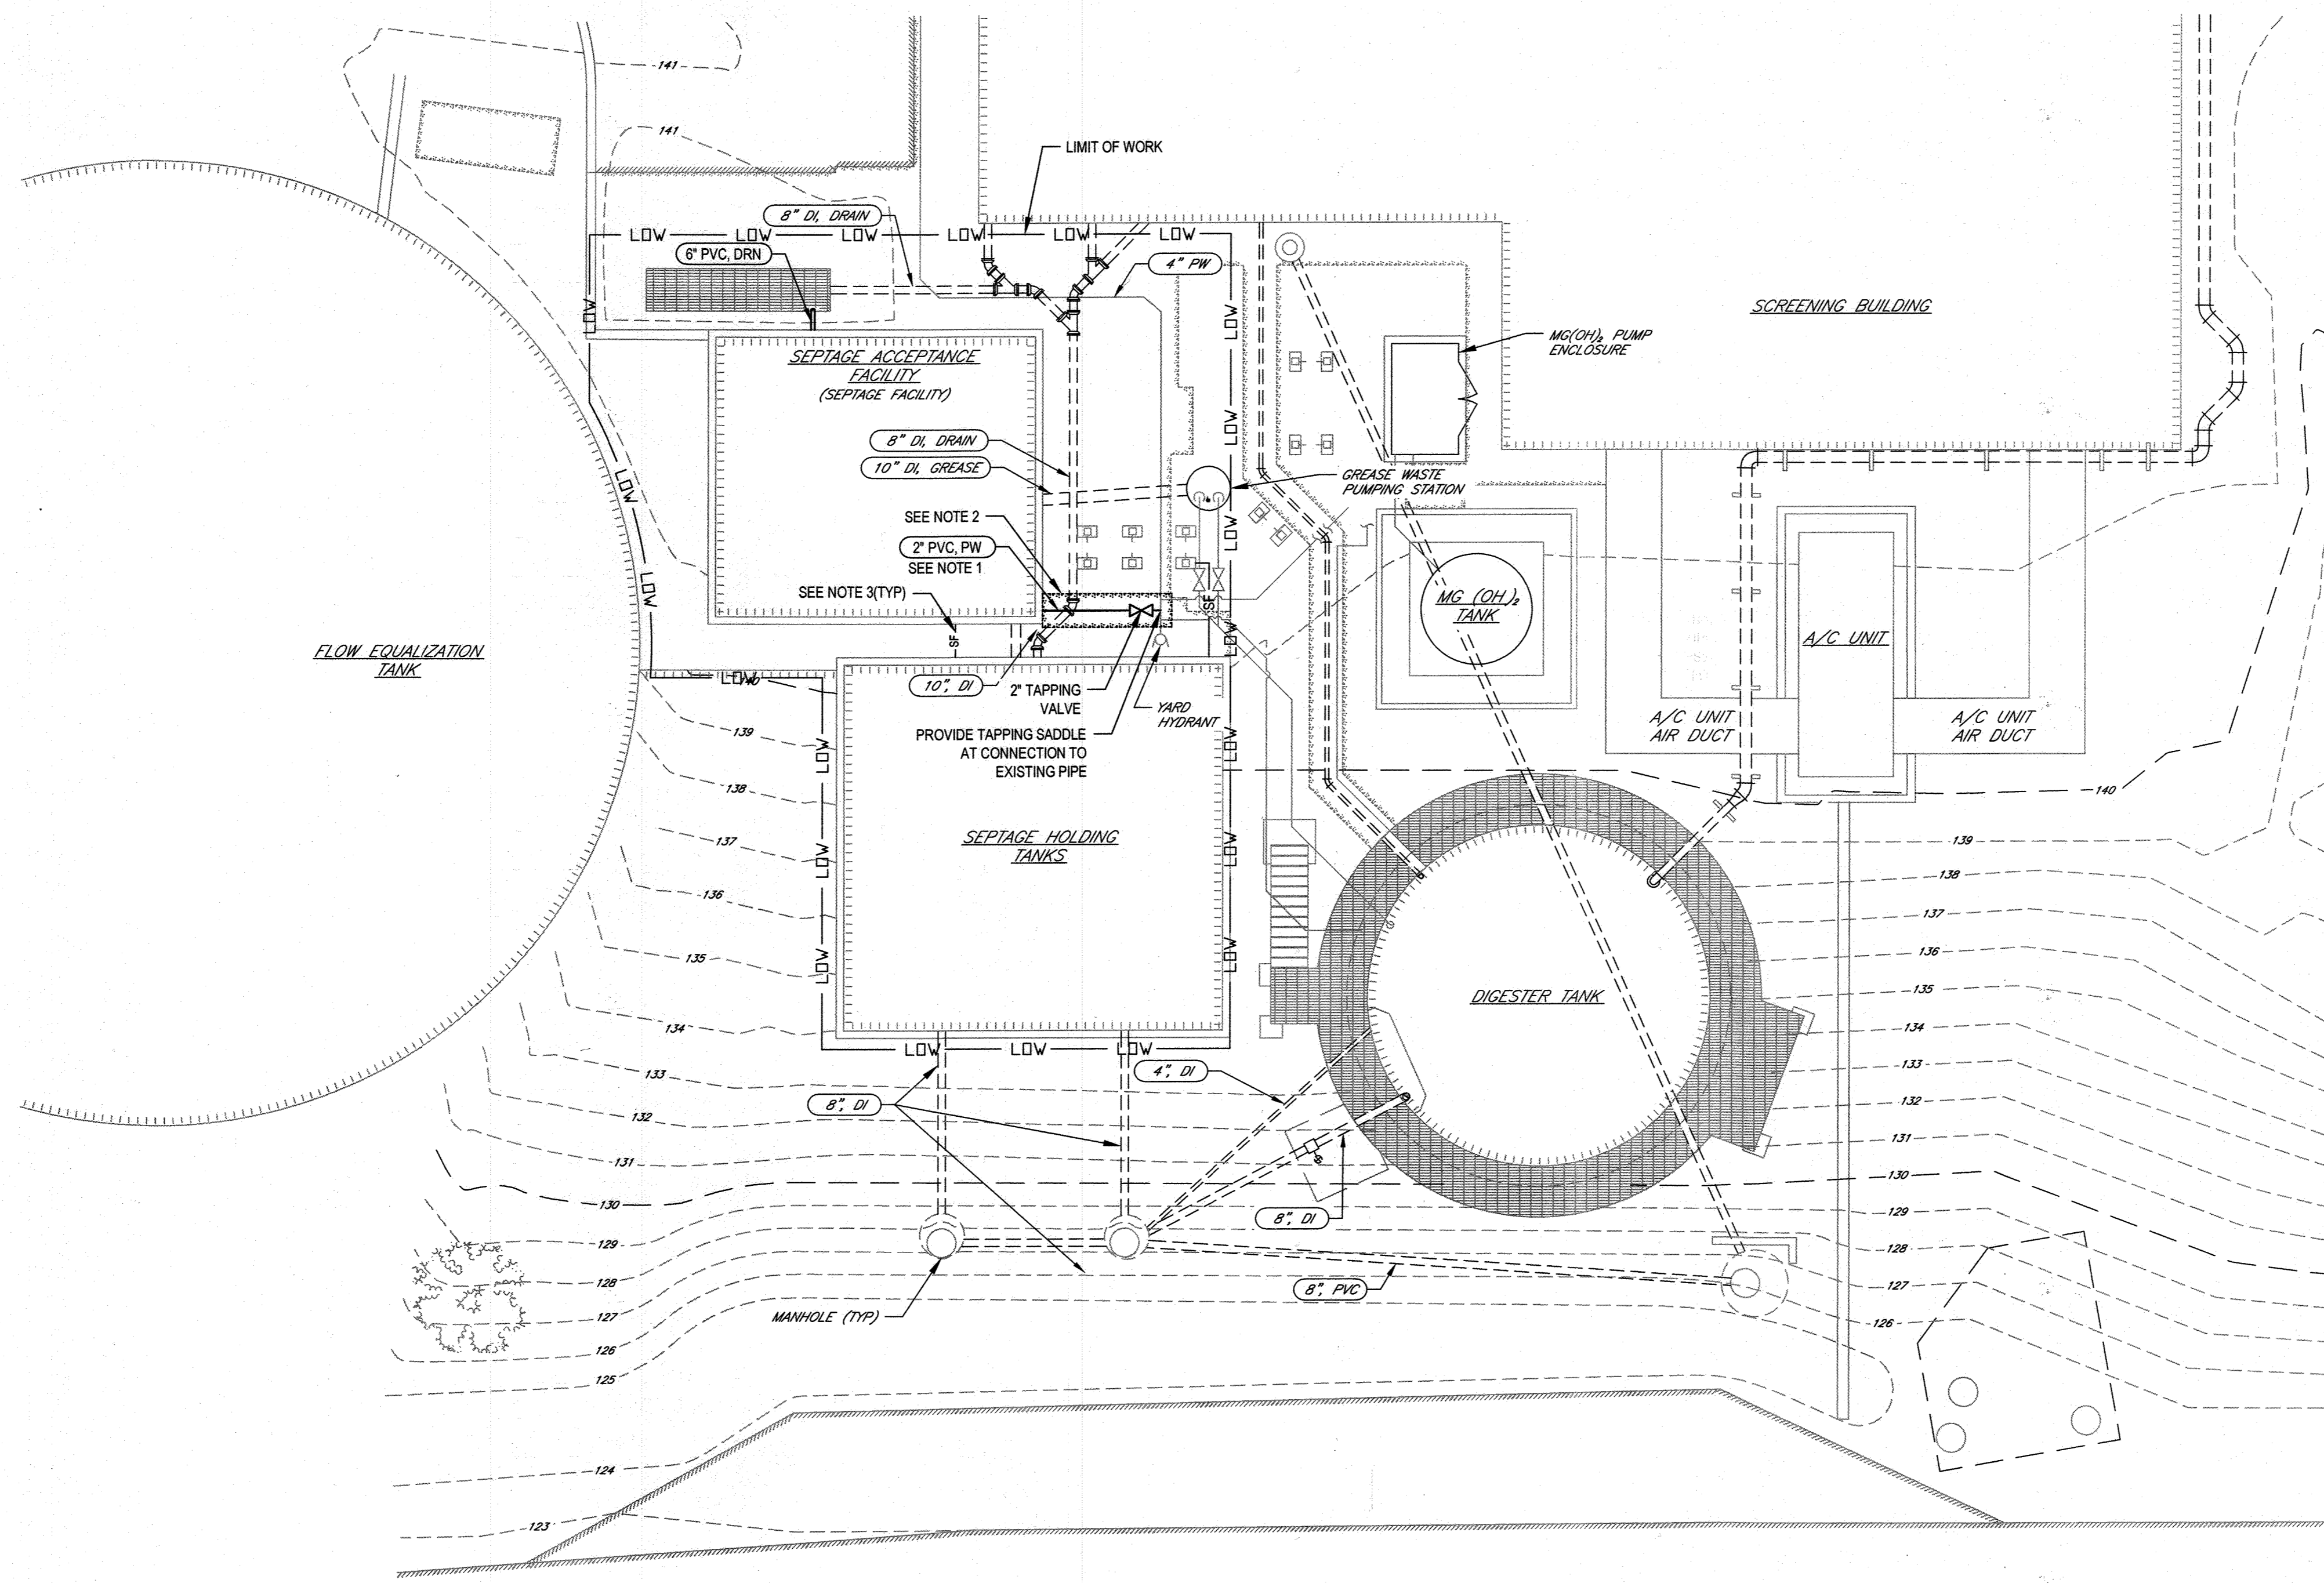 141
141
LIMIT OF WORK
8" DI, DRAIN
LOW LOW LOW LOW LOW LOW
6" PVC, DRN
4" PW
LOW
LOW
SCREENING BUILDING
MG(OH)2 PUMP
ENCLOSURE
SEPTAGE ACCEPTANCE
FACILITY
(SEPTAGE FACILITY)
8" DI, DRAIN
LOW
10" DI, GREASE
LOW
GREASE WASTE
PUMPING STATION
SEE NOTE 2
LOW
2" PVC, PW
SEE NOTE 1
LOW
SEE NOTE 3(TYP)
SF
SF
MG (OH)2
TANK
LOW
A/C UNIT
FLOW EQUALIZATION
TANK
LOW
140
10", DI
2" TAPPING
VALVE
YARD
HYDRANT
A/C UNIT
AIR DUCT
A/C UNIT
AIR DUCT
139
PROVIDE TAPPING SADDLE
AT CONNECTION TO
EXISTING PIPE
LOW
LOW
138
140
SEPTAGE HOLDING
TANKS
137
LOW
LOW
139
138
136
137
135
LOW
LOW
136
DIGESTER TANK
135
134
134
LOW LOW LOW
133
4", DI
133
132
8", DI
132
131
131
130
130
8", DI
129
129
128
128
8", PVC
127
127
MANHOLE (TYP)
126
126
125
124
123